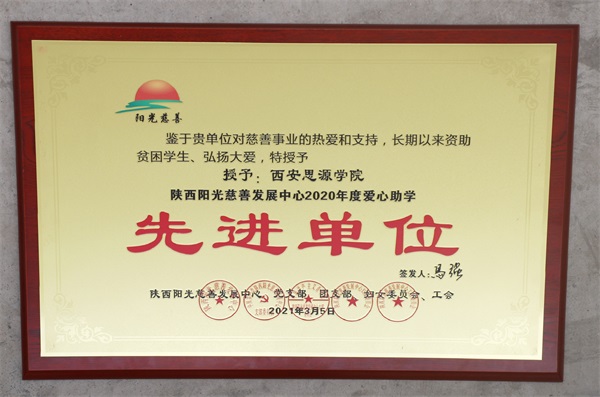 阳光慈善
鉴于贵单位对慈善事业的热爱和支持，长期以来资助
贫困学生、弘扬大爱，特授予
授予：西安思源学院
陕西阳光慈善发展中心2020年度爱心助学
先进单位
签发人：马强
陕西阳光慈善发展中心、党支部、团支部、妇女委员会、工会
2021年3月5日